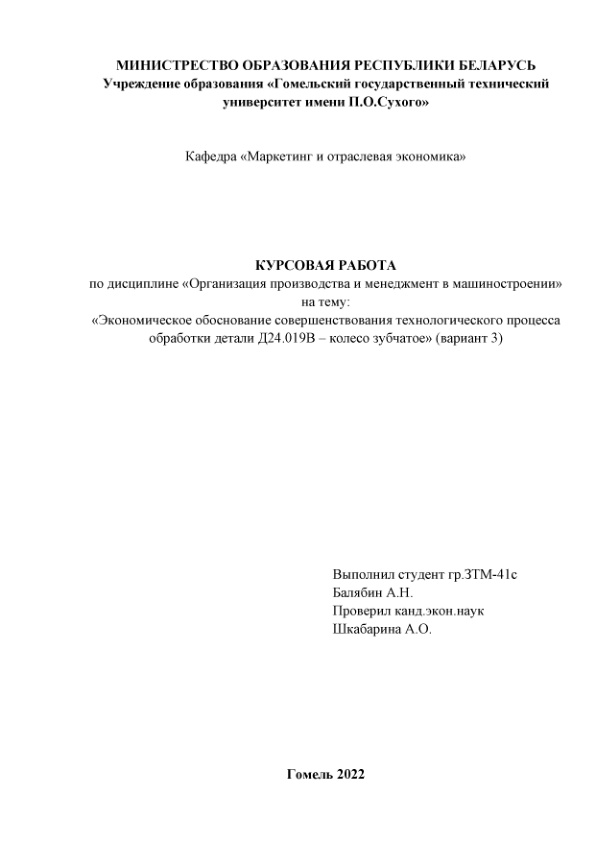 МИНИСТРЕСТВО ОБРАЗОВАНИЯ РЕСПУБЛИКИ БЕЛАРУСЬ
Учреждение образования «Гомельский государственный технический
университет имени П.О.Сухого»
Кафедра «Маркетинг и отраслевая экономика»
КУРСОВАЯ РАБОТА
по дисциплине «Организация производства и менеджмент в машиностроении»
на тему:
«Экономическое обоснование совершенствования технологического процесса
обработки детали Д24.019В – колесо зубчатое» (вариант 3)
Выполнил студент гр.ЗТМ-41с
Балябин А.Н.
Проверил канд.экон.наук
Шкабарина А.О.
Гомель 2022